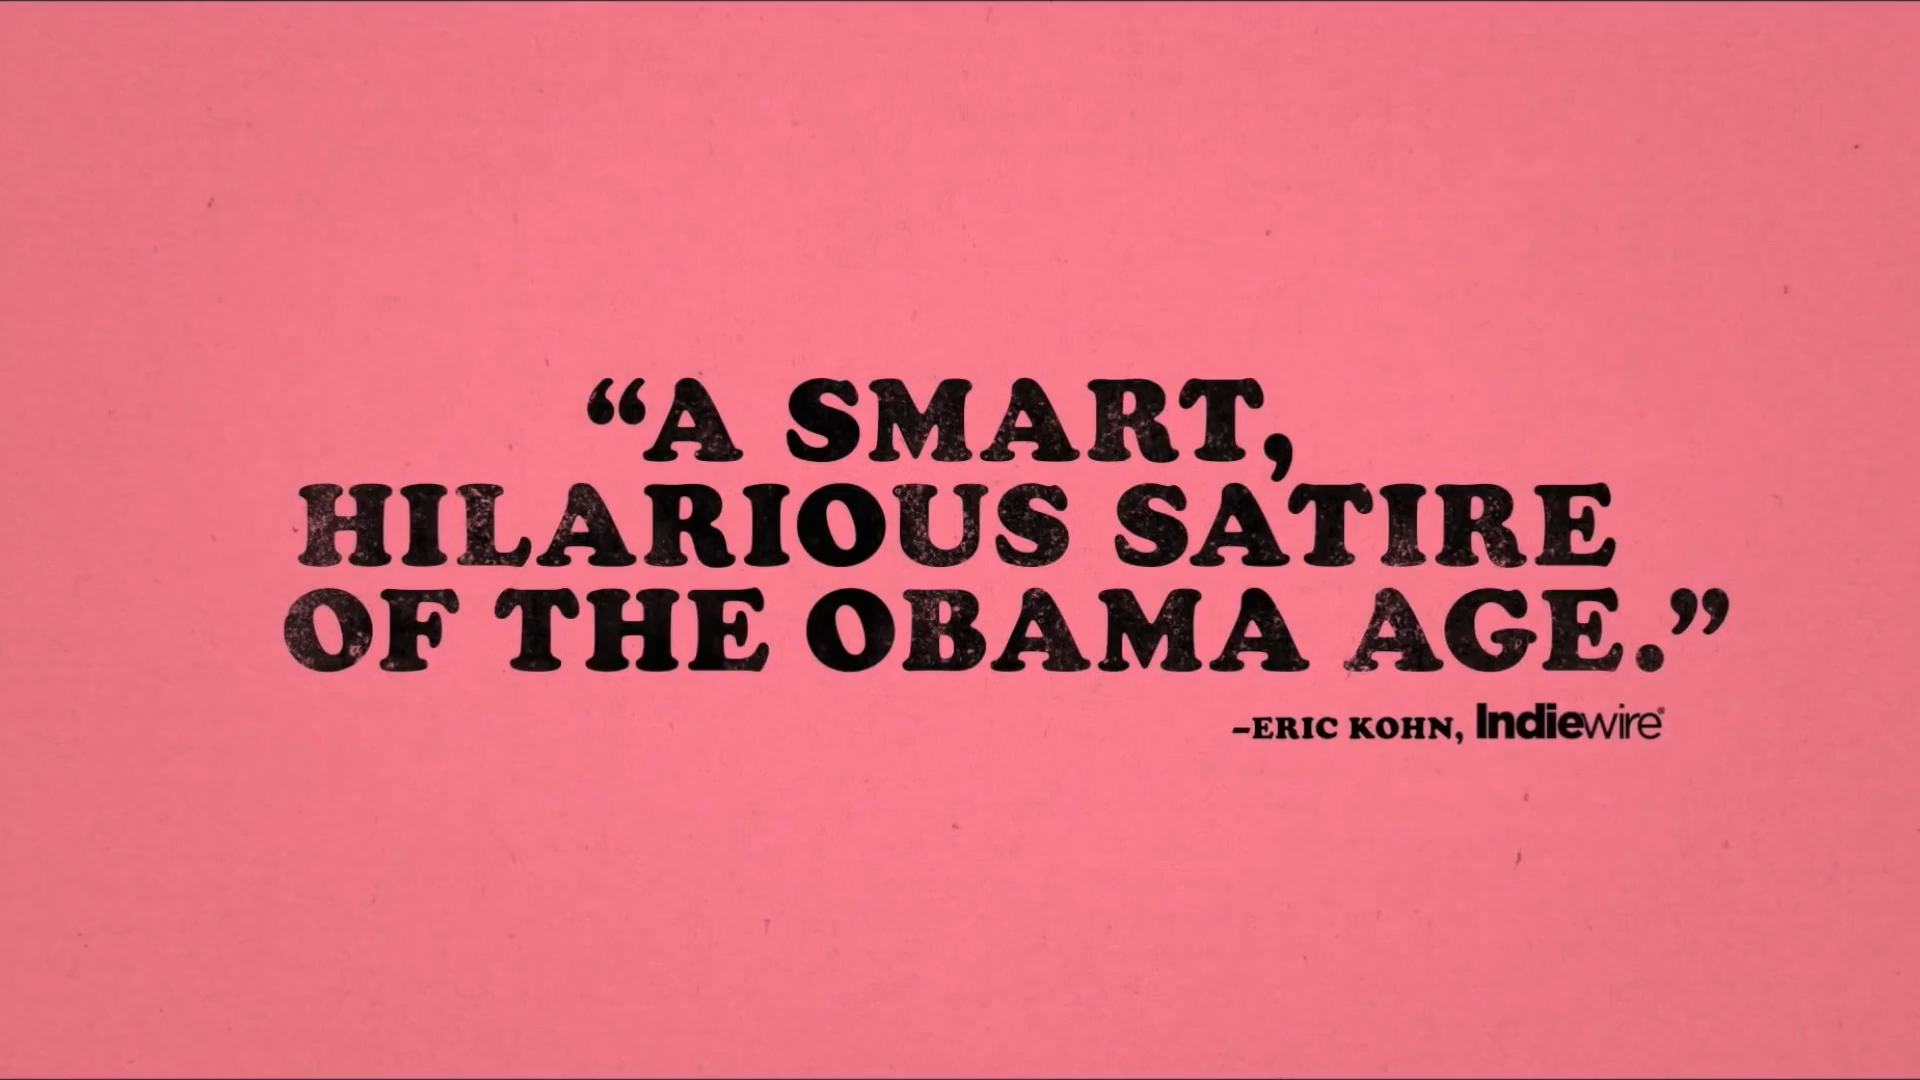 “A SMART,
HILARIOUS SATIRE
OF THE OBAMA AGE.”
–ERIC KOHN, Indiewire®